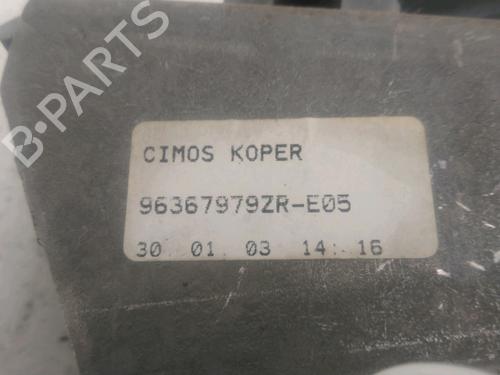 B-PARTS
CIMOS KOPER
96367979ZR-E05
30 01 03 14: 16